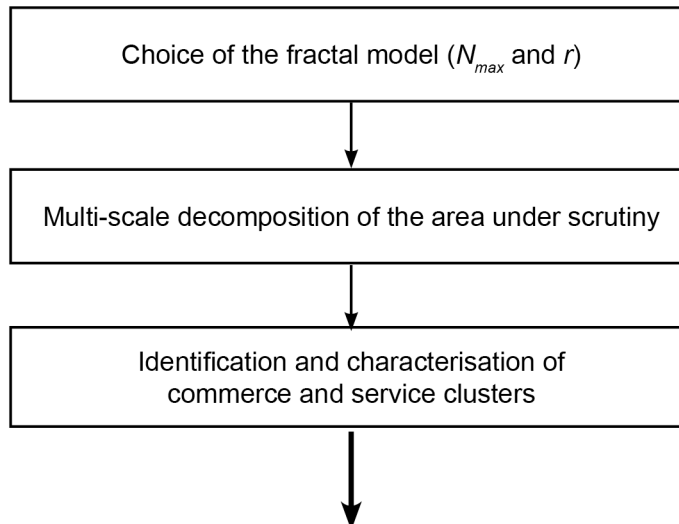 Choice of the fractal model (N_max and r)
Multi-scale decomposition of the area under scrutiny
Identification and characterisation of
commerce and service clusters